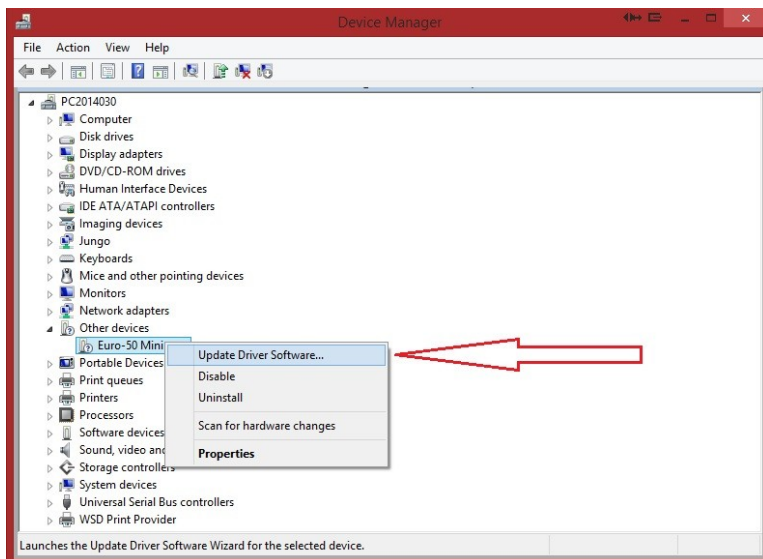 Device Manager
File Action View Help
PC2014030
Computer
Disk drives
Display adapters
DVD/CD-ROM drives
Human Interface Devices
IDE ATA/ATAPI controllers
Imaging devices
Jungo
Keyboards
Mice and other pointing devices
Monitors
Network adapters
Other devices
Euro-50 Mini
Update Driver Software...
Portable Devices
Disable
Print queues
Uninstall
Printers
Processors
Scan for hardware changes
Software devices
Sound, video and
Properties
Storage controllers
System devices
Universal Serial Bus controllers
WSD Print Provider
Launches the Update Driver Software Wizard for the selected device.